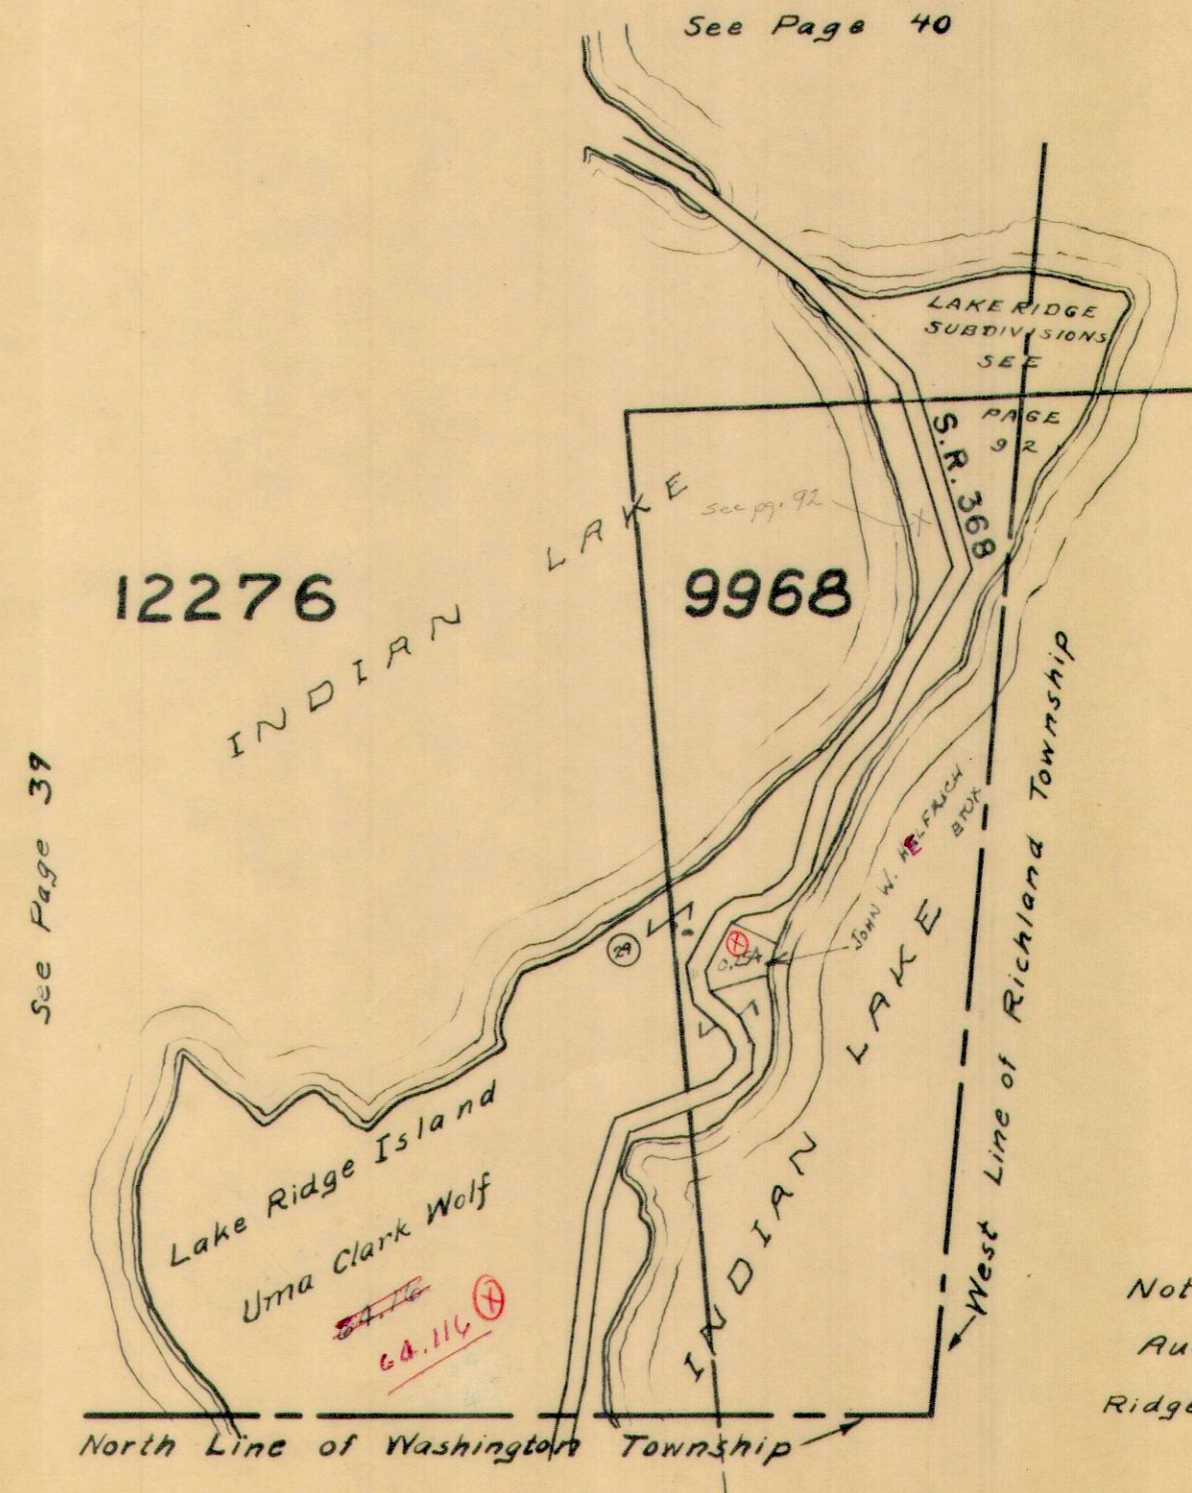 See Page 40
LAKE RIDGE
SUBDIVISIONS
SEE
PAGE
92
S.R. 368
see pg. 92
X
INDIAN LAKE
12276
9968
See Page 39
West Line of Richland Township
JOHN W. HELFRICH
ETUX
29
X
0.25A
INDIAN LAKE
Lake Ridge Island
Uma Clark Wolf
64.16
64.116 X
Not
Au
Ridge
North Line of Washington Township